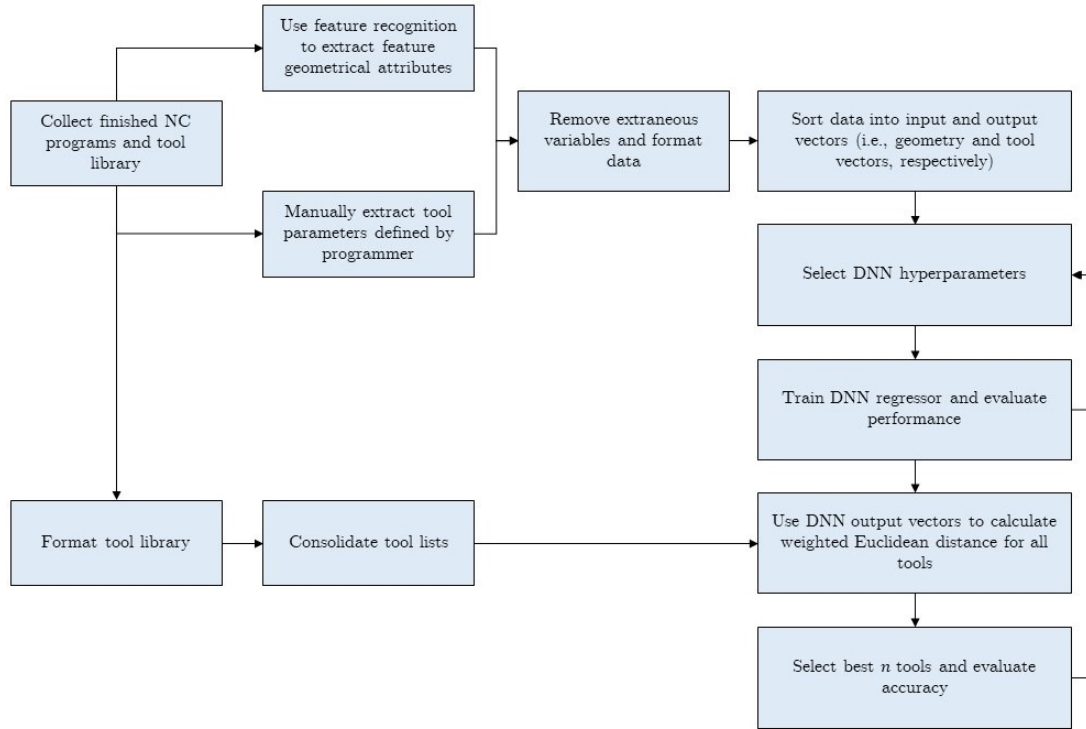 Use feature recognition
to extract feature
geometrical attributes
Collect finished NC
programs and tool
library
Manually extract tool
parameters defined by
programmer
Remove extraneous
variables and format
data
Sort data into input and output
vectors (i.e., geometry and tool
vectors, respectively)
Select DNN hyperparameters
Train DNN regressor and evaluate
performance
Format tool library
Consolidate tool lists
Use DNN output vectors to calculate
weighted Euclidean distance for all
tools
Select best n tools and evaluate
accuracy